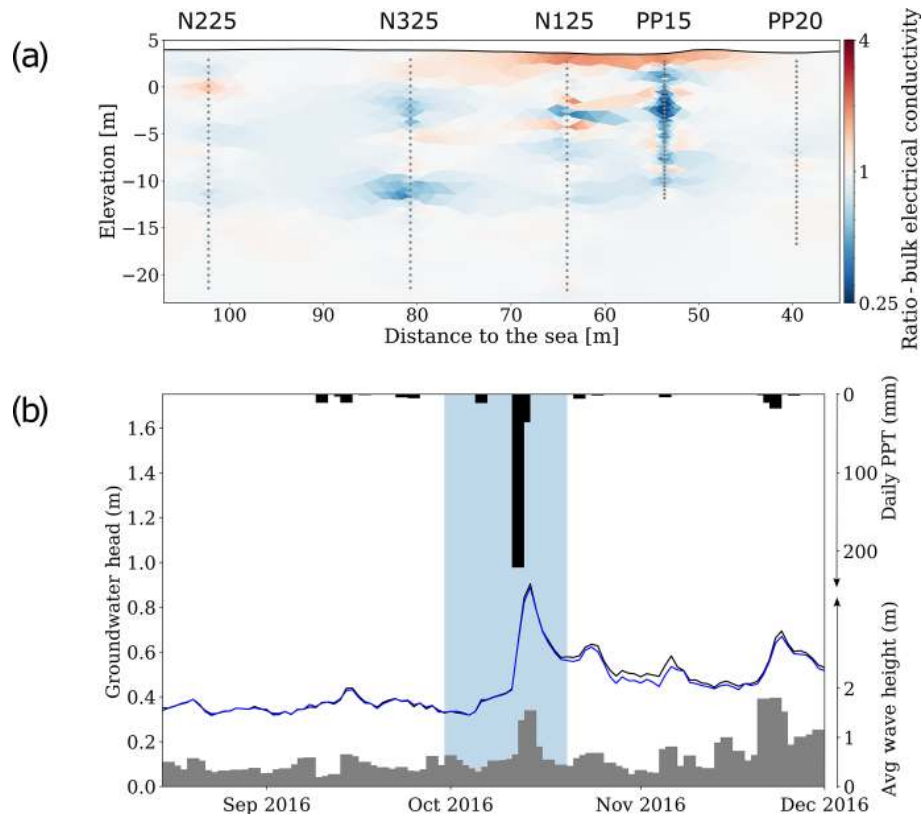 (a)
N225 N325 N125 PP15 PP20
Elevation [m]
5
0
−5
−10
−15
−20
100 90 80 70 60 50 40
Distance to the sea [m]
4
1
0.25
Ratio - bulk electrical conductivity
(b)
Groundwater head (m)
1.6
1.4
1.2
1.0
0.8
0.6
0.4
0.2
0.0
Sep 2016 Oct 2016 Nov 2016 Dec 2016
0
100
200
Daily PPT (mm)
2
1
0
Avg wave height (m)